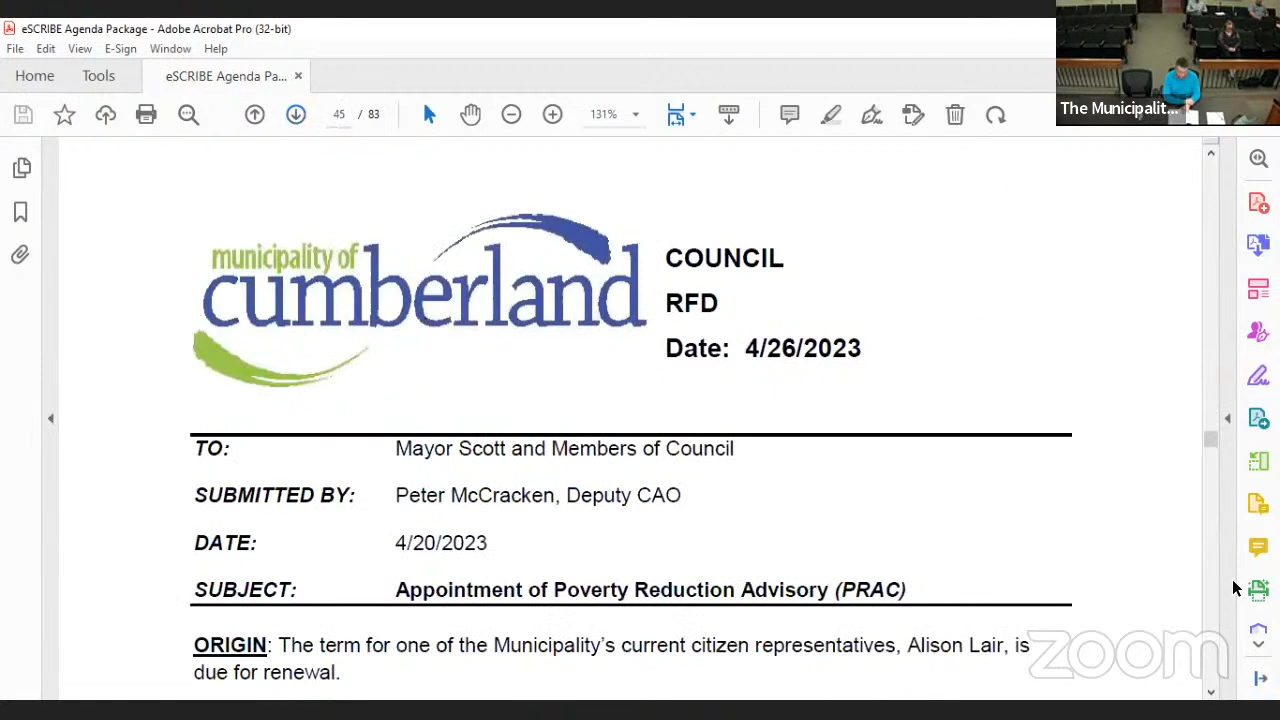 eSCRIBE Agenda Package - Adobe Acrobat Pro (32-bit)
File Edit View E-Sign Window Help
Home Tools eSCRIBE Agenda Pa... ×
45 / 83 131%
The Municipalit...
municipality of
cumberland
COUNCIL
RFD
Date: 4/26/2023
TO: Mayor Scott and Members of Council
SUBMITTED BY: Peter McCracken, Deputy CAO
DATE: 4/20/2023
SUBJECT: Appointment of Poverty Reduction Advisory (PRAC)
ORIGIN: The term for one of the Municipality's current citizen representatives, Alison Lair, is
due for renewal.
zoom